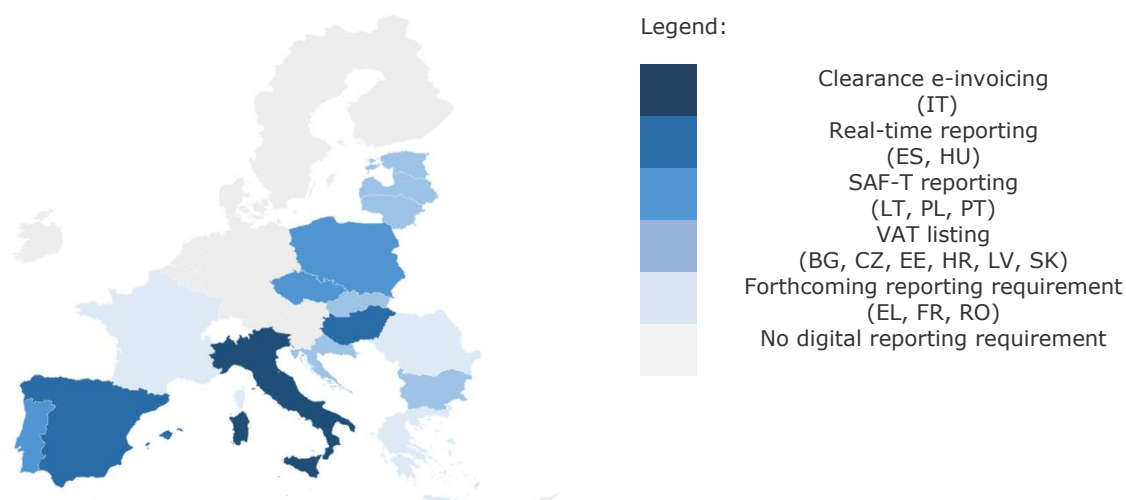 Legend:
Clearance e-invoicing
(IT)
Real-time reporting
(ES, HU)
SAF-T reporting
(LT, PL, PT)
VAT listing
(BG, CZ, EE, HR, LV, SK)
Forthcoming reporting requirement
(EL, FR, RO)
No digital reporting requirement